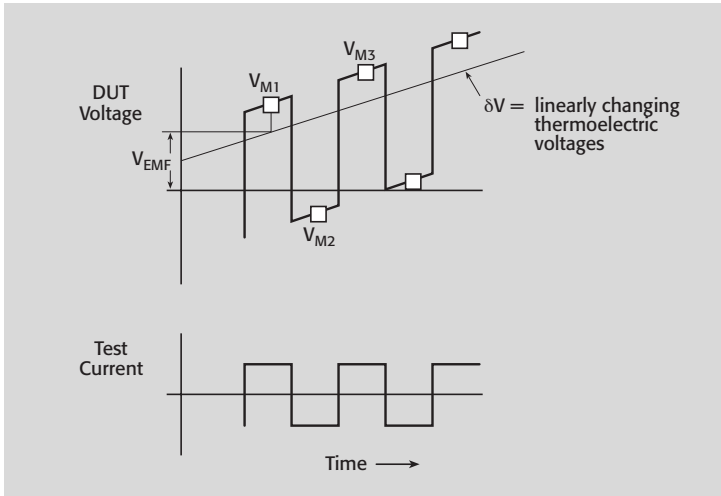 V_M3
V_M1
DUT
Voltage
δV = linearly changing
thermoelectric
voltages
V_EMF
V_M2
Test
Current
Time